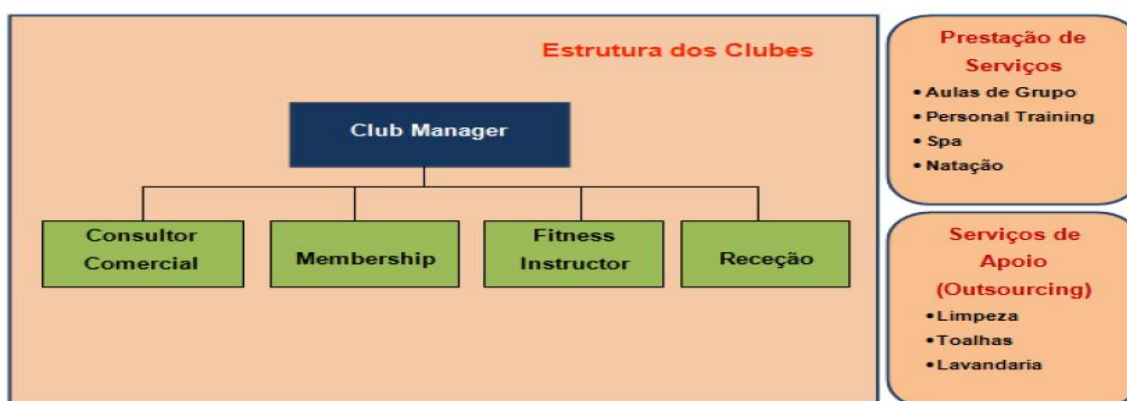 Estrutura dos Clubes
Club Manager
Consultor
Comercial
Membership
Fitness
Instructor
Receção
Prestação de
Serviços
• Aulas de Grupo
• Personal Training
• Spa
• Natação
Serviços de
Apoio
(Outsourcing)
• Limpeza
• Toalhas
• Lavandaria